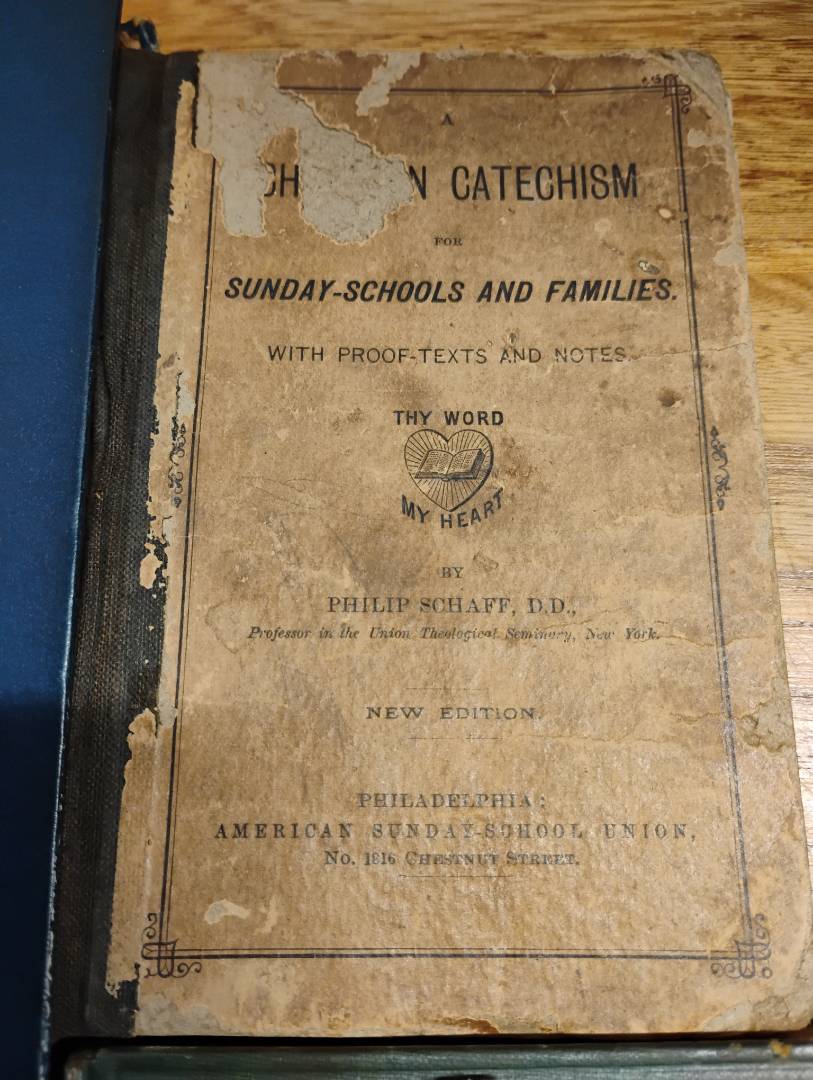 A
CH N CATECHISM
FOR
SUNDAY-SCHOOLS AND FAMILIES.
WITH PROOF-TEXTS AND NOTES.
THY WORD
MY HEART
BY
PHILIP SCHAFF, D.D.,
Professor in the Union Theological Seminary, New York.
NEW EDITION.
PHILADELPHIA:
AMERICAN SUNDAY-SCHOOL UNION,
No. 1816 CHESTNUT STREET.